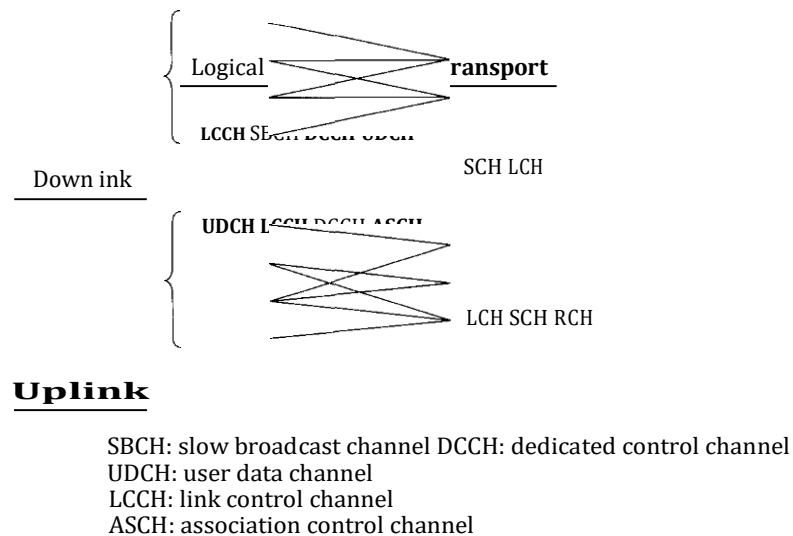 Logical ransport
LCCH
SCH LCH
Down ink
UDCH
LCH SCH RCH
Uplink
SBCH: slow broadcast channel DCCH: dedicated control channel
UDCH: user data channel
LCCH: link control channel
ASCH: association control channel